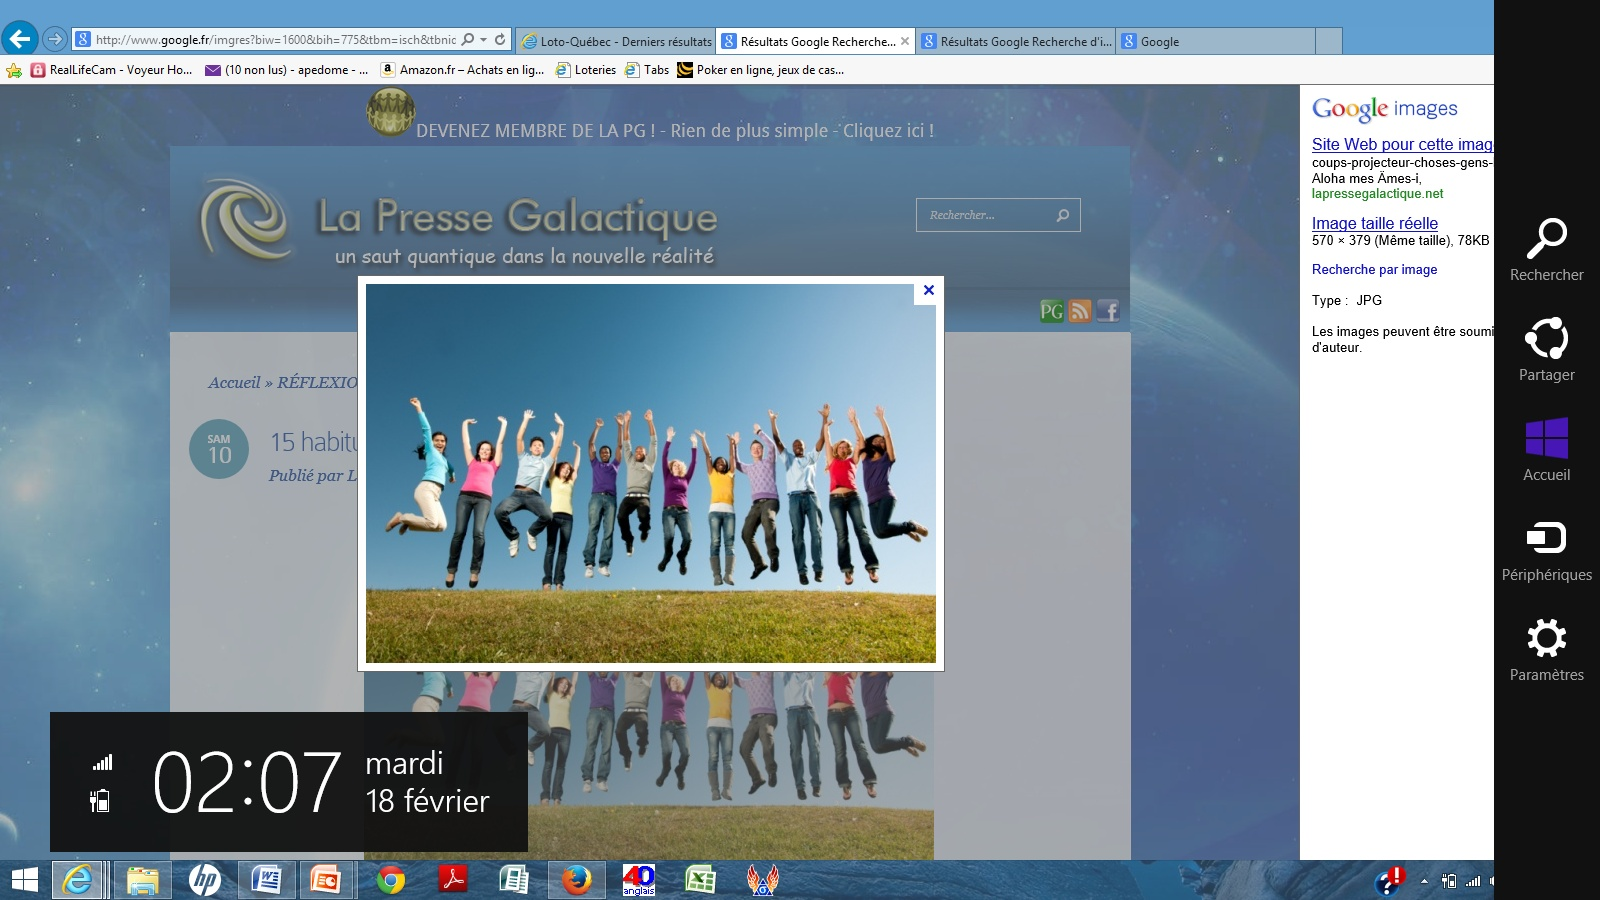 http://www.google.fr/imgres?biw=1600&bih=775&tbm=isch&tbnic
Loto-Québec - Derniers résultats
Résultats Google Recherche...
Résultats Google Recherche d'i...
Google
RealLifeCam - Voyeur Ho...
(10 non lus) - apedome - ...
Amazon.fr – Achats en lig...
Loteries
Tabs
Poker en ligne, jeux de cas...
DEVENEZ MEMBRE DE LA PG ! - Rien de plus simple - Cliquez ici !
La Presse Galactique
un saut quantique dans la nouvelle réalité
Rechercher...
PG
Accueil » RÉFLEXIO
SAM
10
15 habitu
Publié par L
Google images
Site Web pour cette imag
coups-projecteur-choses-gens-
Aloha mes Âmes-i,
lapressegalactique.net
Image taille réelle
570 × 379 (Même taille), 78KB
Recherche par image
Type : JPG
Les images peuvent être soumi
d'auteur.
Rechercher
Partager
Accueil
Périphériques
Paramètres
02:07
mardi
18 février
hp
40
anglais